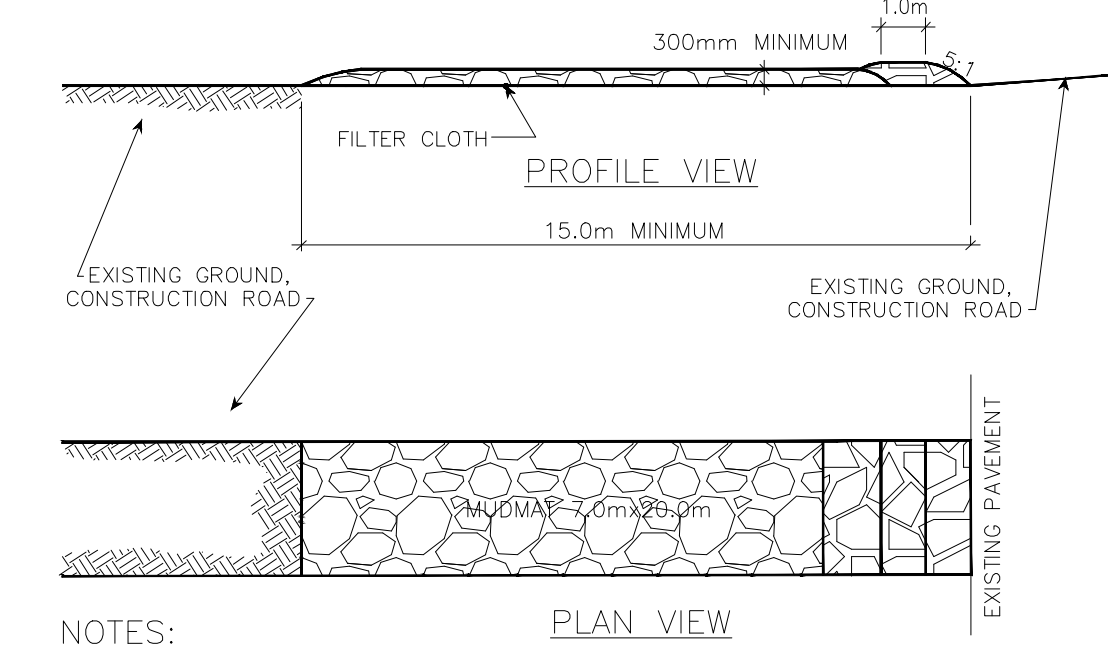 1.0m
300mm MINIMUM
5:1
FILTER CLOTH
PROFILE VIEW
15.0m MINIMUM
EXISTING GROUND,
CONSTRUCTION ROAD
EXISTING GROUND,
CONSTRUCTION ROAD
EXISTING PAVEMENT
MUDMAT 7.0mx20.0m
PLAN VIEW
NOTES: